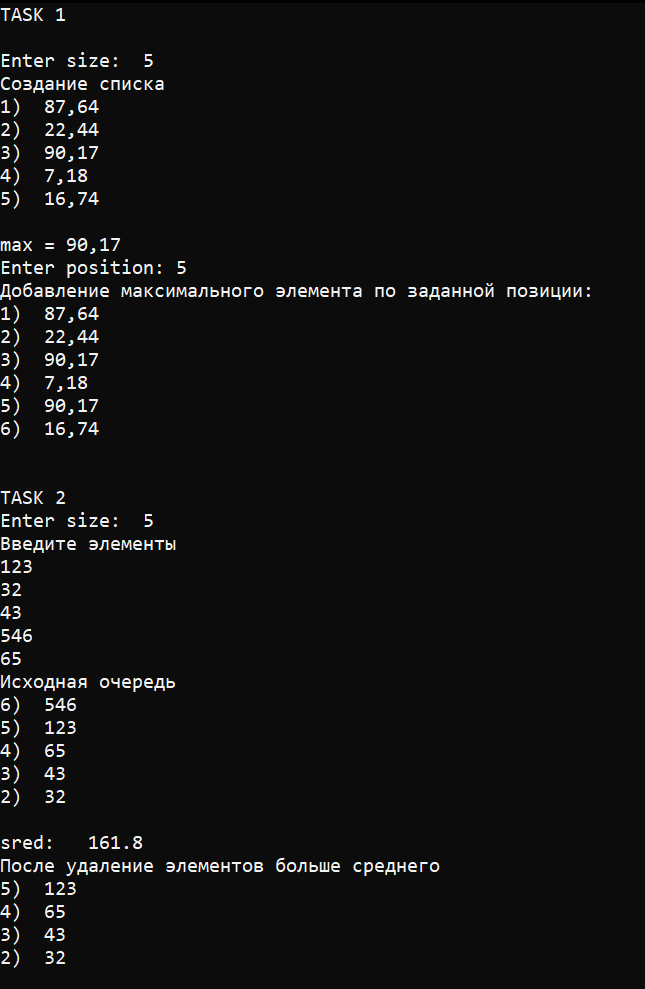 TASK 1
Enter size:  5
Создание списка
1)  87,64
2)  22,44
3)  90,17
4)  7,18
5)  16,74
max = 90,17
Enter position: 5
Добавление максимального элемента по заданной позиции:
1)  87,64
2)  22,44
3)  90,17
4)  7,18
5)  90,17
6)  16,74
TASK 2
Enter size:  5
Введите элементы
123
32
43
546
65
Исходная очередь
6)  546
5)  123
4)  65
3)  43
2)  32
sred:   161.8
После удаление элементов больше среднего
5)  123
4)  65
3)  43
2)  32